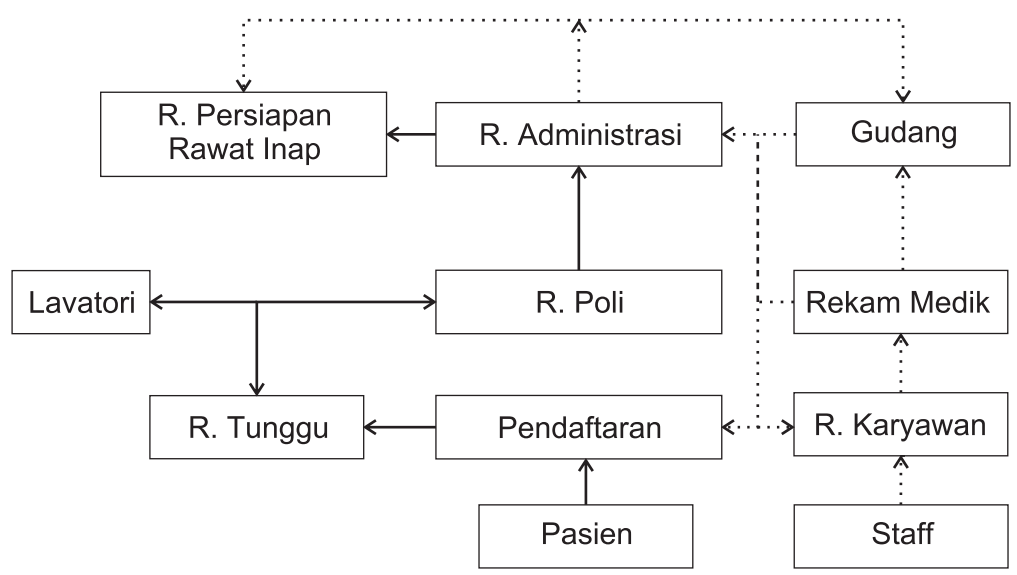 R. Persiapan
Rawat Inap
R. Administrasi
Gudang
Lavatori
R. Poli
Rekam Medik
R. Tunggu
Pendaftaran
R. Karyawan
Pasien
Staff